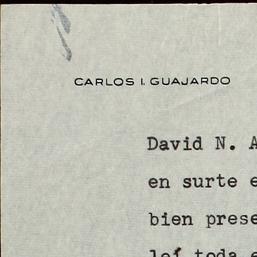 CARLOS I. GUAJARDO
David N. A
en surte e
bien prese
leí toda e